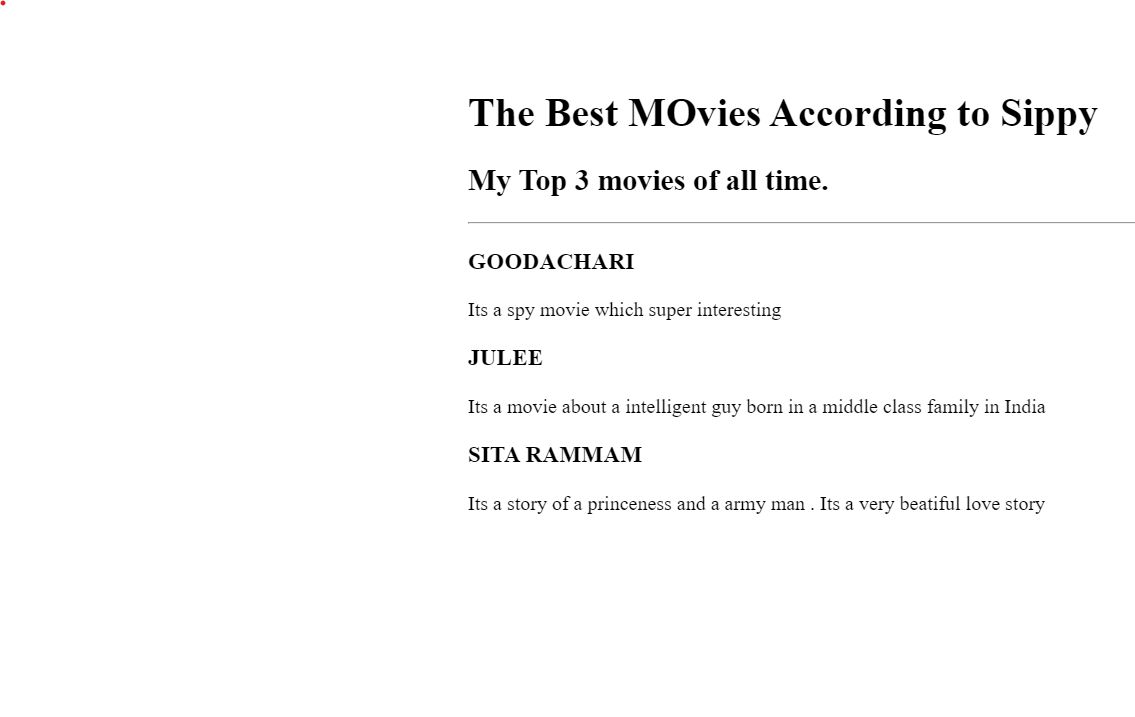 The Best MOvies According to Sippy
My Top 3 movies of all time.
GOODACHARI
Its a spy movie which super interesting
JULEE
Its a movie about a intelligent guy born in a middle class family in India
SITA RAMMAM
Its a story of a princeness and a army man . Its a very beatiful love story